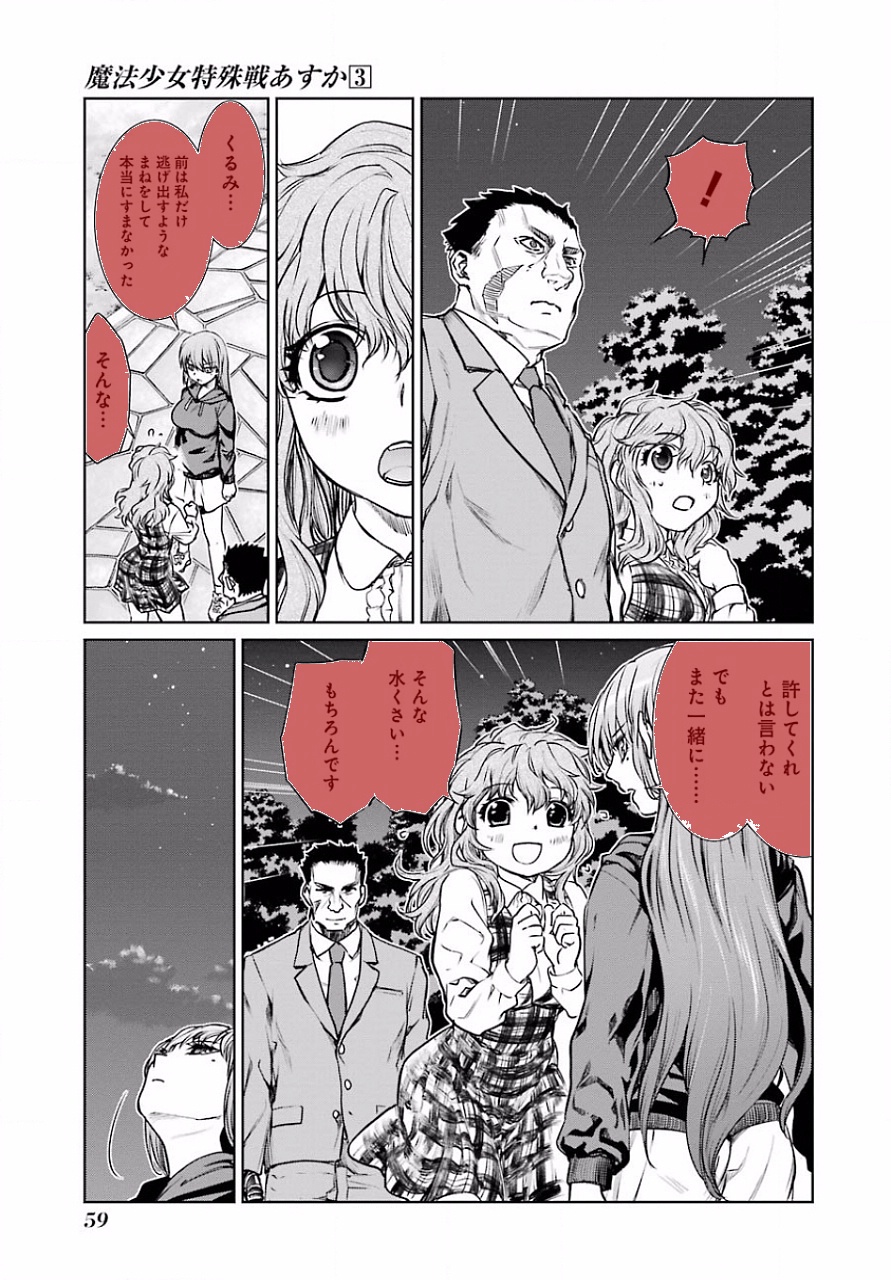 魔法少女特殊戦あすか3
！
くるみ…
前は私だけ
逃げ出すような
まねをして
本当にすまなかった
そんな…
許してくれ
とは言わない
でも
また一緒に……
そんな
水くさい…
もちろんです
59